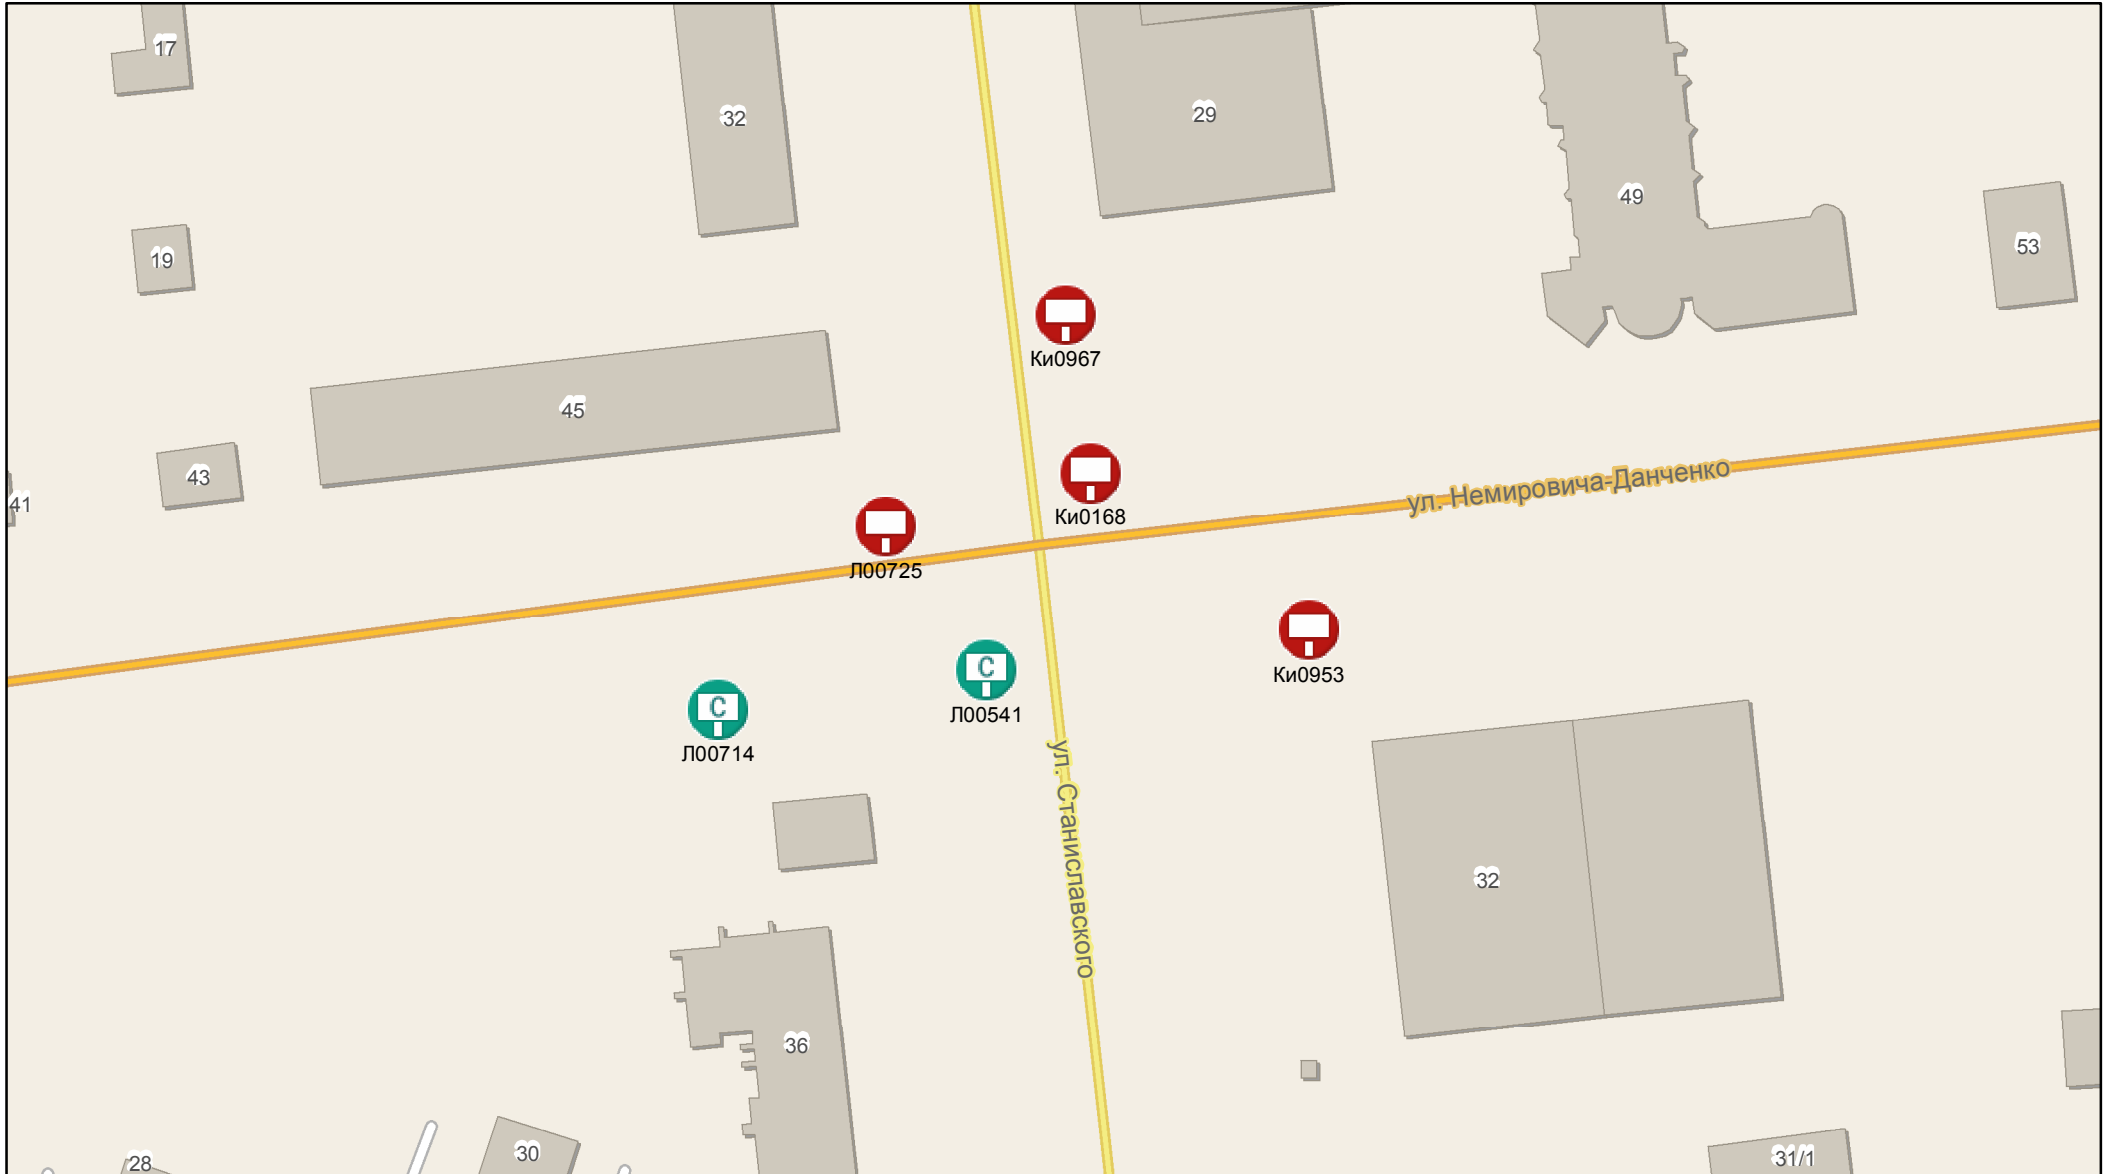 17
32
29
49
19
53
Ки0967
45
43
41
ул. Немировича-Данченко
Ки0168
Л00725
Ки0953
С
Л00541
С
Л00714
ул. Станиславского
32
36
30
28
31/1